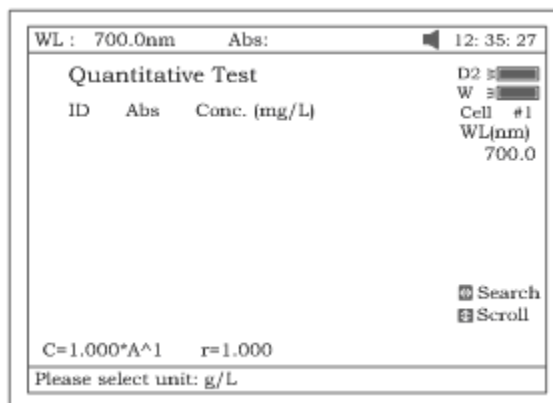 WL : 700.0nm Abs: 12: 35: 27
Quantitative Test
D2
W
ID Abs Conc. (mg/L)
Cell #1
WL(nm)
700.0
Search
Scroll
C=1.000*A^1 r=1.000
Please select unit: g/L